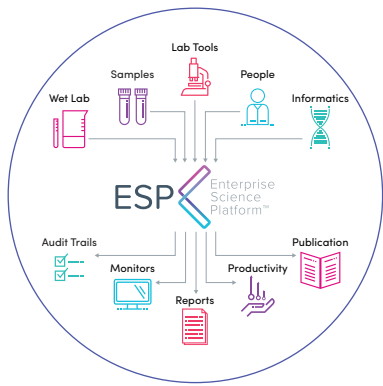 Lab Tools
Samples
People
Wet Lab
Informatics
ESP
Enterprise
Science
Platform™
Audit Trails
Publication
Monitors
Productivity
Reports